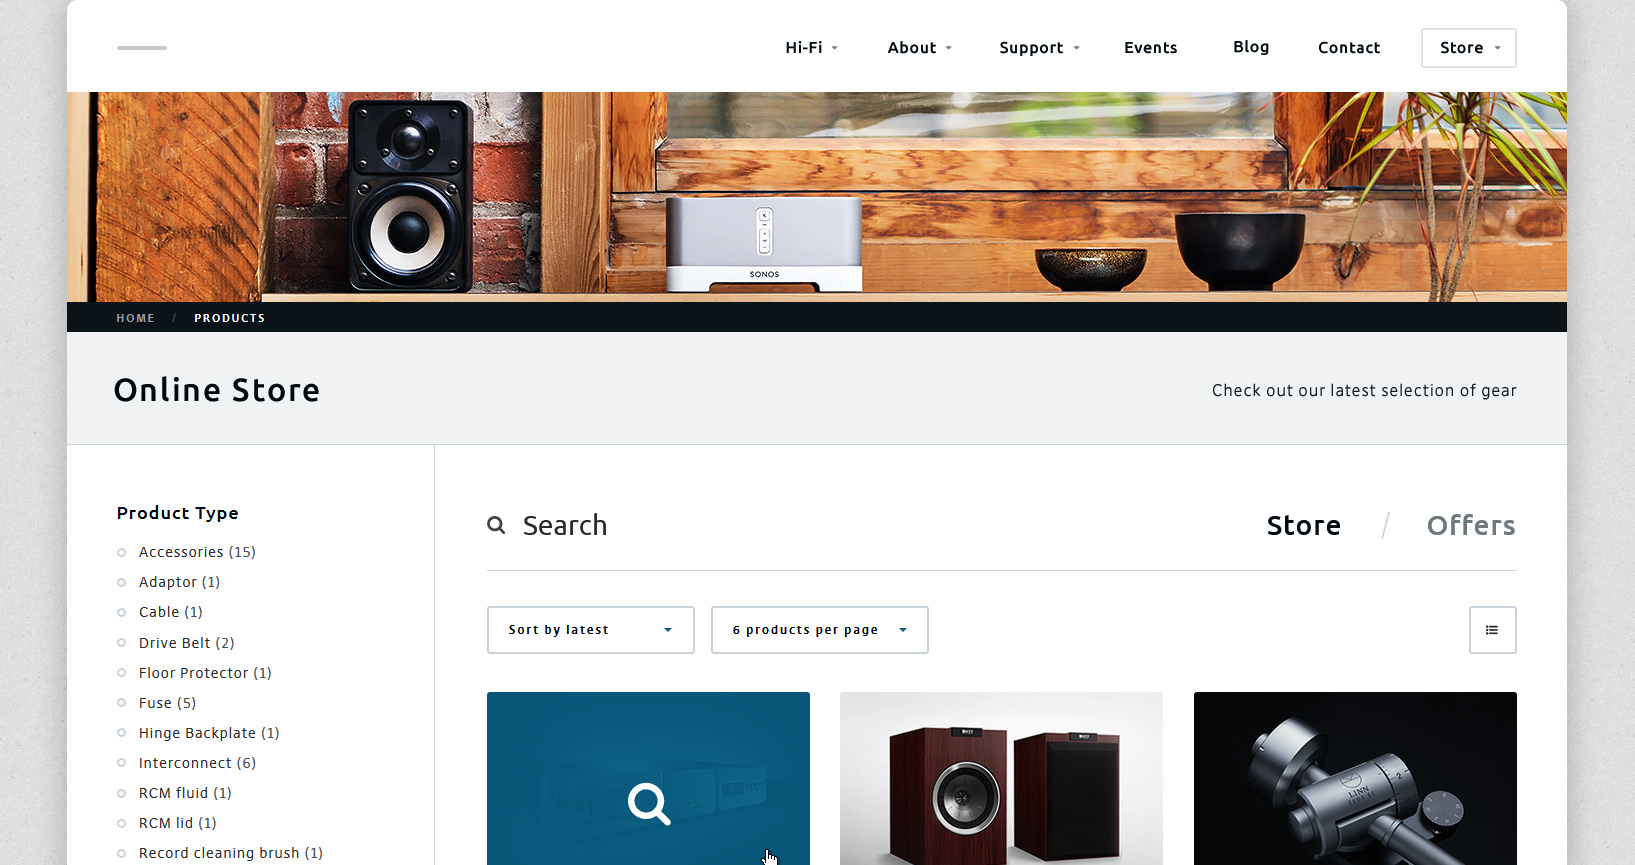 Hi-Fi About Support Events Blog Contact Store
SONOS
HOME / PRODUCTS
Online Store
Check out our latest selection of gear
Product Type
Accessories (15)
Adaptor (1)
Cable (1)
Drive Belt (2)
Floor Protector (1)
Fuse (5)
Hinge Backplate (1)
Interconnect (6)
RCM fluid (1)
RCM lid (1)
Record cleaning brush (1)
Search
Store / Offers
Sort by latest
6 products per page
KEF
KEF
LINN